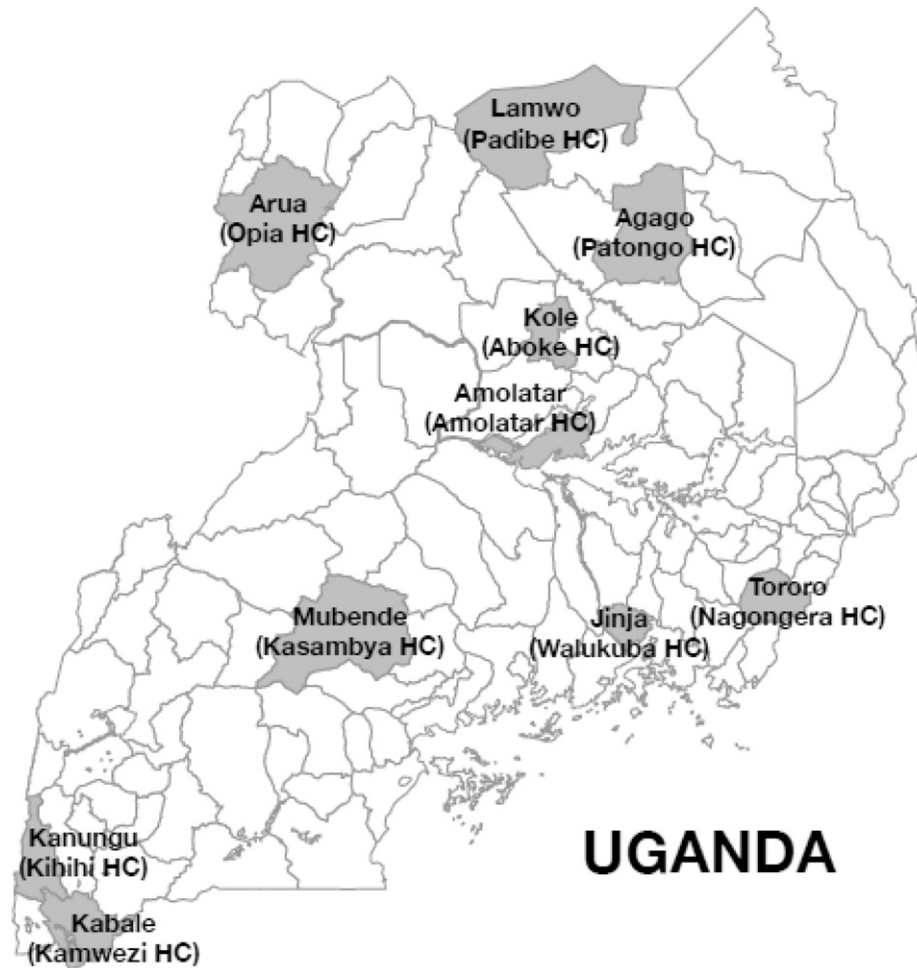 Lamwo
(Padibe HC)
Arua
(Opia HC)
Agago
(Patongo HC)
Kole
(Aboke HC)
Amolatar
(Amolatar HC)
Tororo
(Nagongera HC)
Mubende
(Kasambya HC)
Jinja
(Walukuba HC)
Kanungu
(Kihihi HC)
UGANDA
Kabale
(Kamwezi HC)